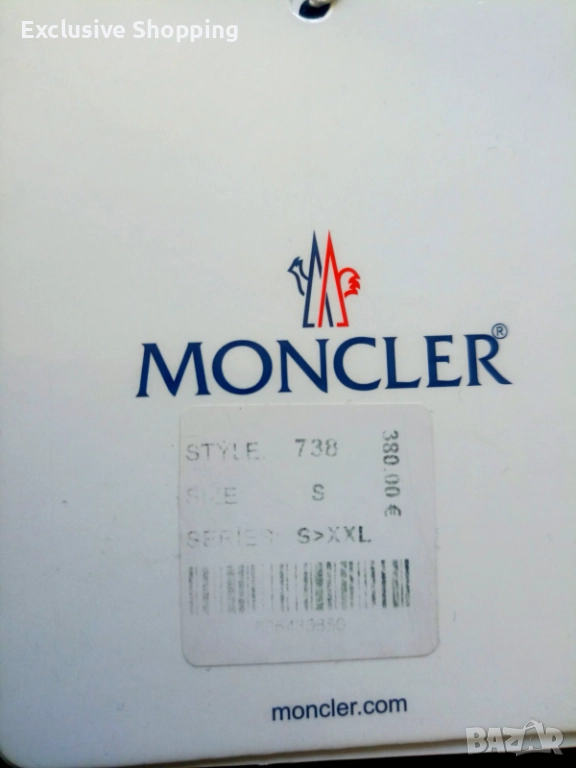 Exclusive Shopping
MONCLER®
STYLE: 738
SIZE S
SERIES: S>XXL
380.00 €
moncler.com
BAZAR